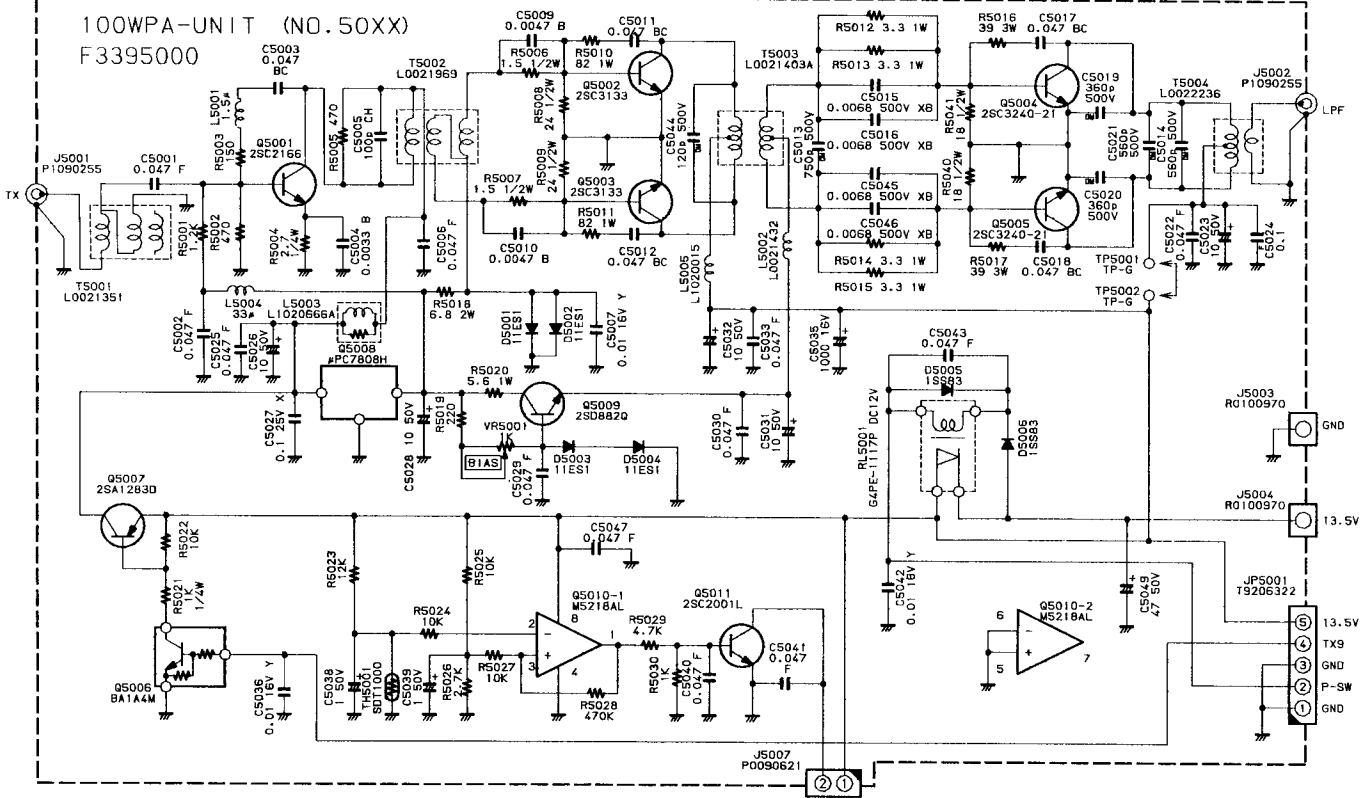 100WPA-UNIT (NO.50XX)
F3395000
J5001
P1090255
TX
C5001
0.047 F
T5001
L0021351
L5001
1.5μ
R5003
150
C5003
0.047
BC
Q5001
2SC2166
R5001
2K
R5002
470
R5004
2.7
1/4W
C5004
0.0033 B
R5005 470
C5005
100p CH
C5006
0.047 F
T5002
L0021969
C5009
0.0047 B
R5006
1.5 1/2W
R5010
82 1W
C5011
0.047 BC
Q5002
2SC3133
R5008
24 1/2W
R5009
24 1/2W
R5007
1.5 1/2W
Q5003
2SC3133
R5011
82 1W
C5010
0.0047 B
C5012
0.047 BC
C5044
120p 500V
T5003
L0021403A
L5005
L1020015
L5002
L0021432
C5013
750p 500V
R5012 3.3 1W
R5013 3.3 1W
C5015
0.0068 500V XB
C5016
0.0068 500V XB
C5045
0.0068 500V XB
C5046
0.0068 500V XB
R5014 3.3 1W
R5015 3.3 1W
R5016
39 3W
C5017
0.047 BC
Q5004
2SC3240-21
R5041
18 1/2W
R5040
18 1/2W
Q5005
2SC3240-21
R5017
39 3W
C5018
0.047 BC
C5019
360p
500V
C5020
360p
500V
C5021
560p
500V
C5014
560p 500V
T5004
L0022236
J5002
P1090255
LPF
TP5001
TP-G
TP5002
TP-G
C5022
0.047 F
C5023
10 50V
C5024
0.1
C5002
0.047 F
L5004
33μ
C5025
0.047 F
C5026
10 50V
L5003
L1020666A
R5018
6.8 2W
D5001
11ES1
D5002
11ES1
C5007
0.01 16V Y
Q5008
μPC7808H
C5027
0.1 25V X
C5028 10 50V
R5019
220
R5020
5.6 1W
Q5009
2SD882Q
VR5001
1K
BIAS
C5029
0.047 F
D5003
11ES1
D5004
11ES1
C5032
10 50V
C5033
0.047 F
C5035
1000 16V
C5030
0.047 F
C5031
10 50V
C5043
0.047 F
D5005
1SS83
RL5001
G4PE-1117P DC12V
D5006
1SS83
J5003
R0100970
GND
J5004
R0100970
13.5V
Q5007
2SA1283D
R5022
10K
R5021
1K
1/4W
Q5006
BA1A4M
C5036
0.01 16V Y
R5023
12K
C5038
1 50V
TH5001
SDT1000
C5039
1 50V
R5024
10K
R5025
10K
R5026
2.7K
R5027
10K
C5047
0.047 F
Q5010-1
M5218AL
8
2
3
1
4
R5028
470K
R5029
4.7K
R5030
1K
C5040
0.047 F
Q5011
2SC2001L
C5041
0.047
F
C5042
0.01 16V Y
C5049
47 50V
Q5010-2
M5218AL
6
5
7
JP5001
T9206322
5 13.5V
4 TX9
3 GND
2 P-SW
1 GND
J5007
P0090621
2 1